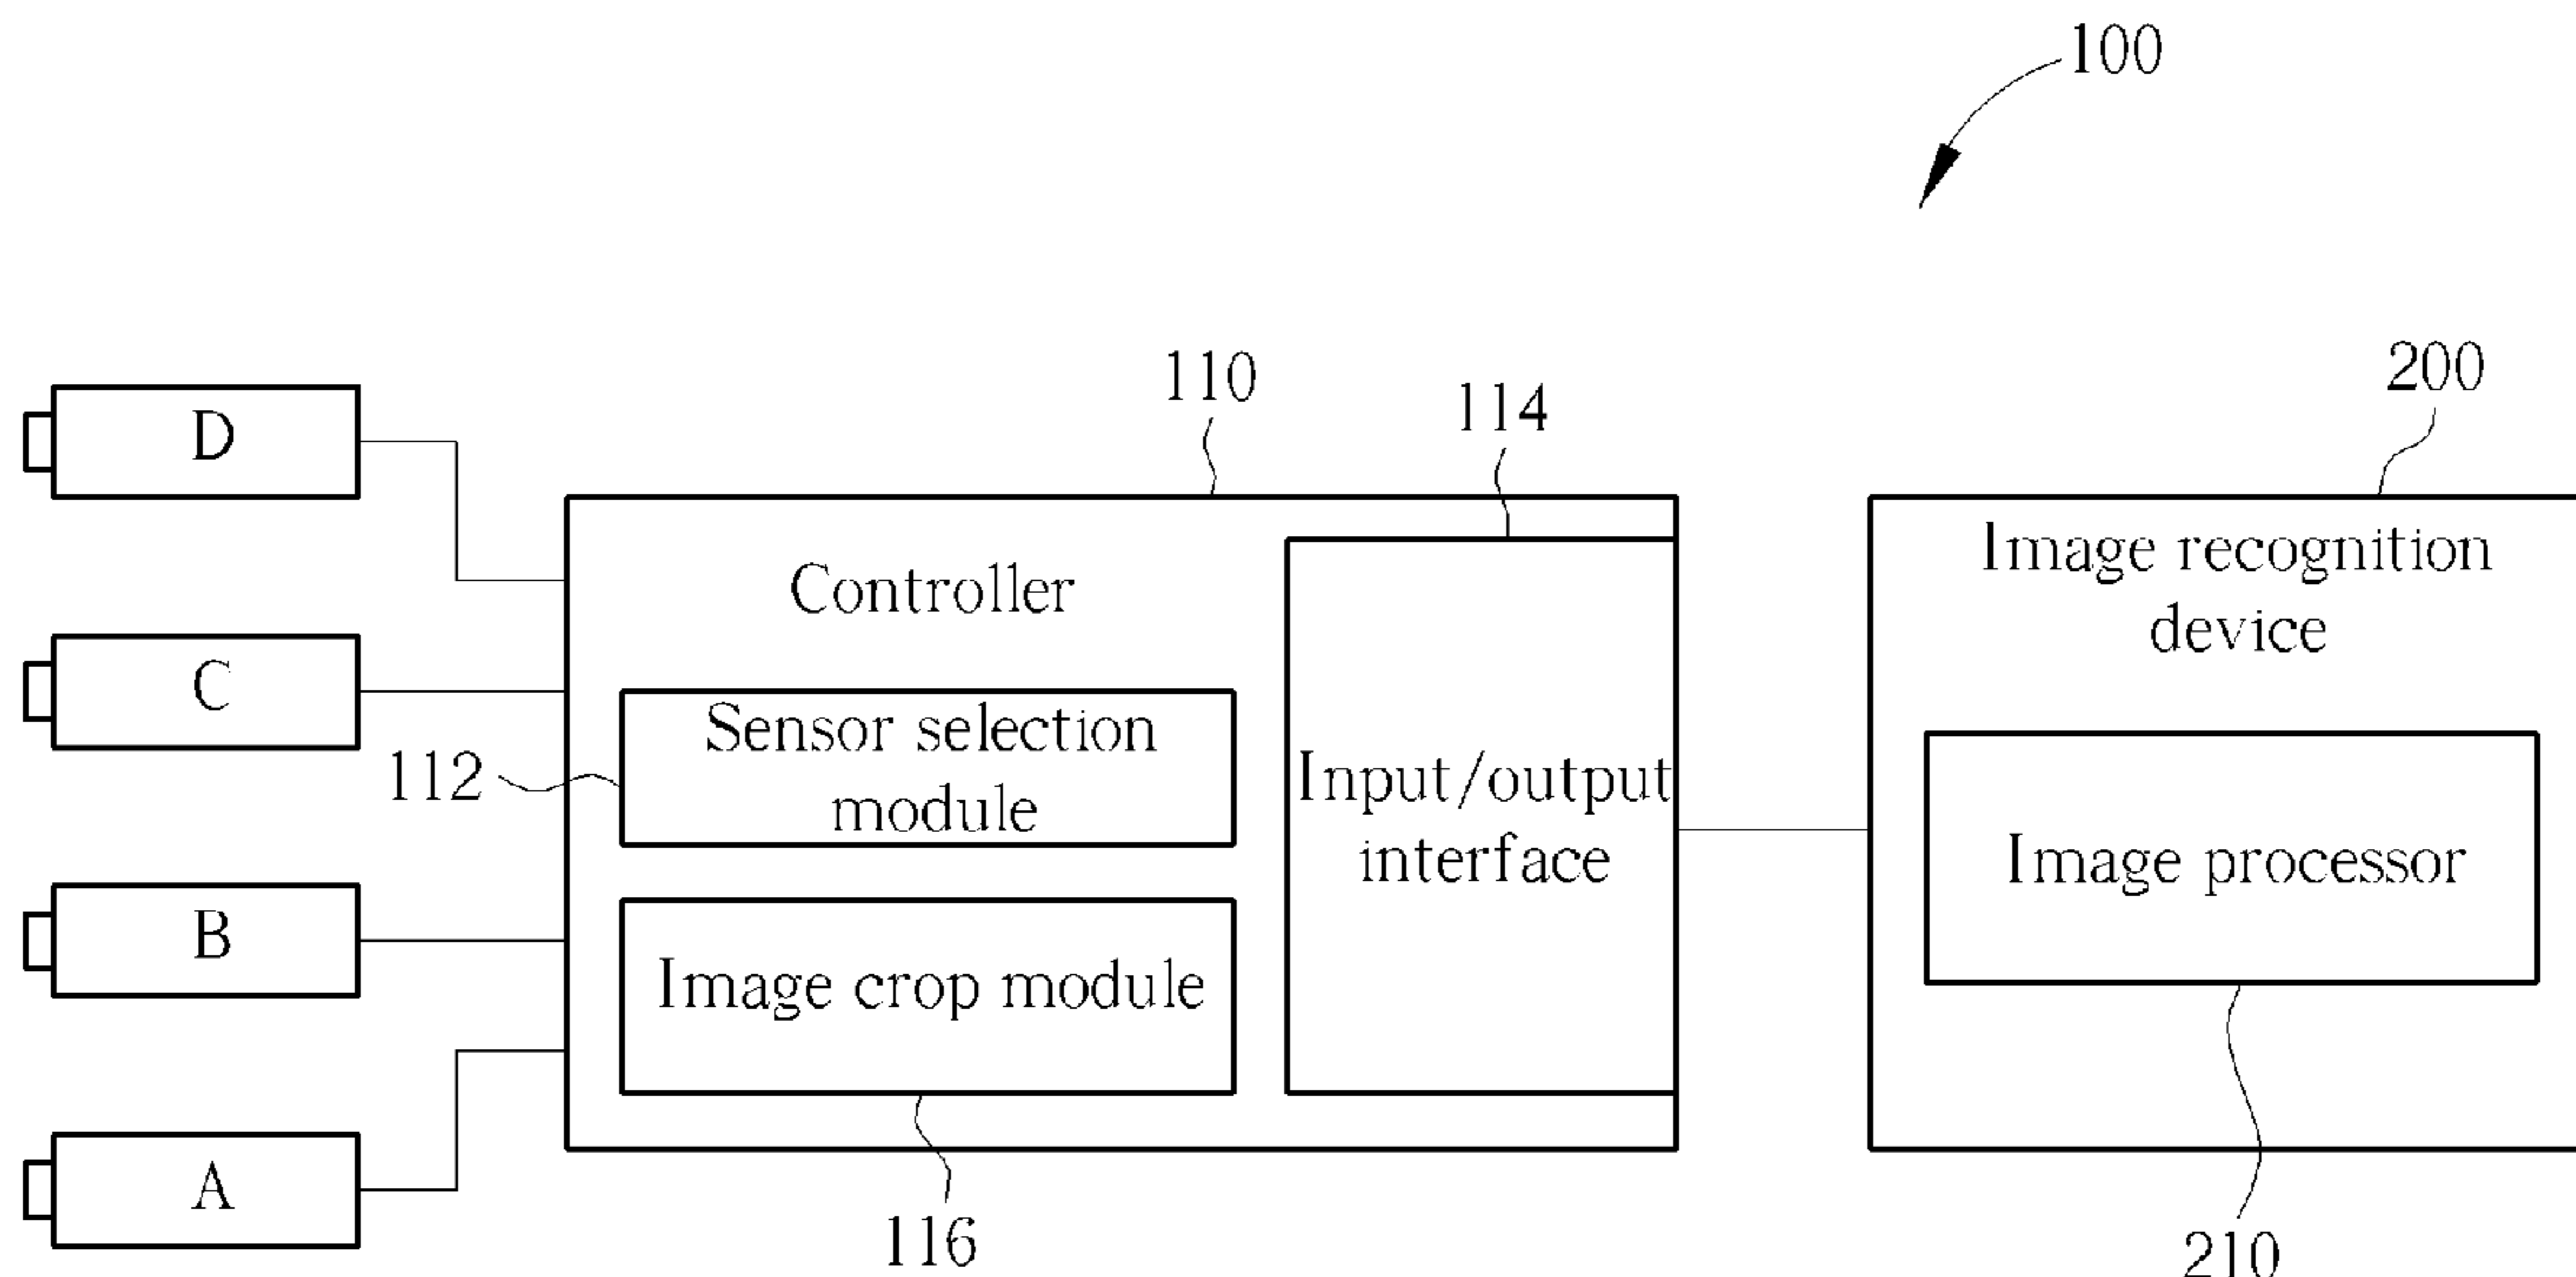 100
110
114
200
D
Controller
Image recognition
device
C
Sensor selection
module
112
Input/output
interface
Image processor
B
Image crop module
A
116
210